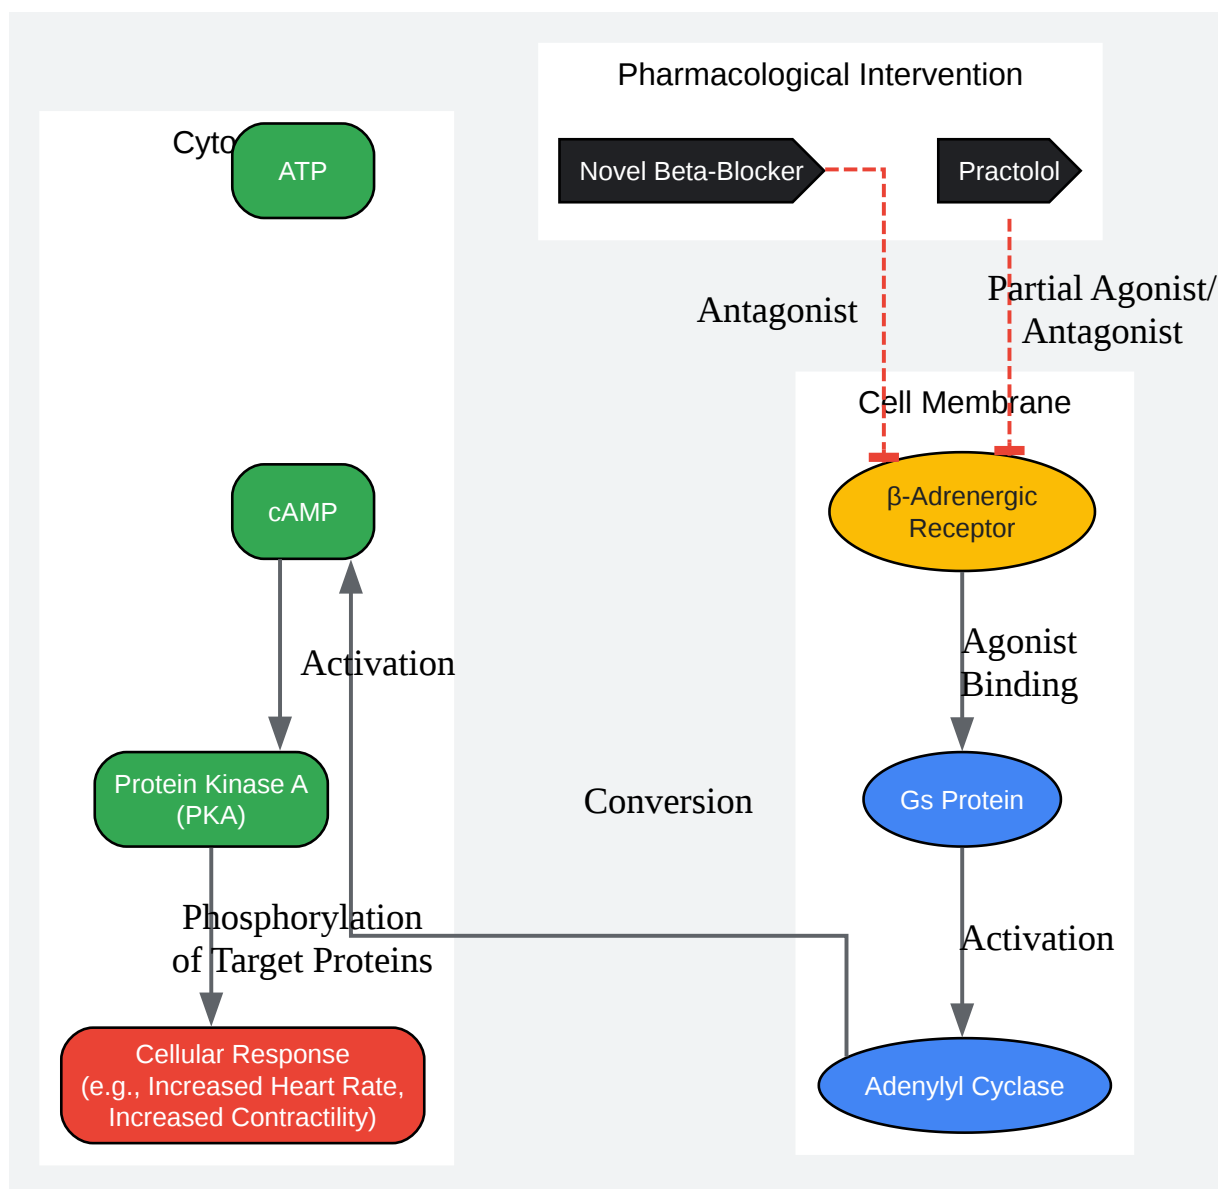 Pharmacological Intervention
Novel Beta-Blocker
Practolol
Cyto
ATP
Antagonist
Partial Agonist/
Antagonist
Cell Membrane
cAMP
β-Adrenergic
Receptor
Activation
Agonist
Binding
Protein Kinase A
(PKA)
Conversion
Gs Protein
Phosphorylation
of Target Proteins
Activation
Cellular Response
(e.g., Increased Heart Rate,
Increased Contractility)
Adenylyl Cyclase